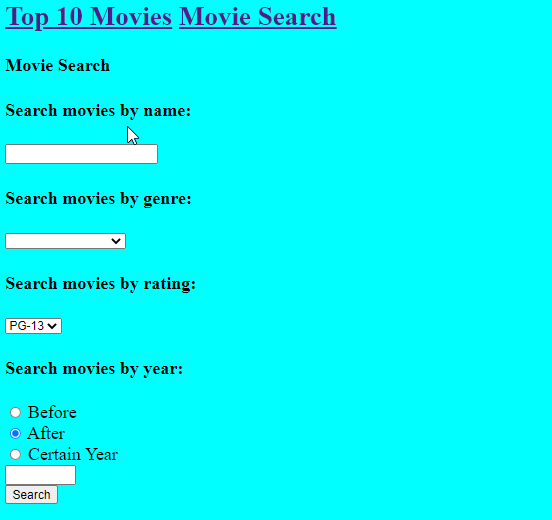 Top 10 Movies Movie Search
Movie Search
Search movies by name:
Search movies by genre:
Search movies by rating:
PG-13
Search movies by year:
Before
After
Certain Year
Search